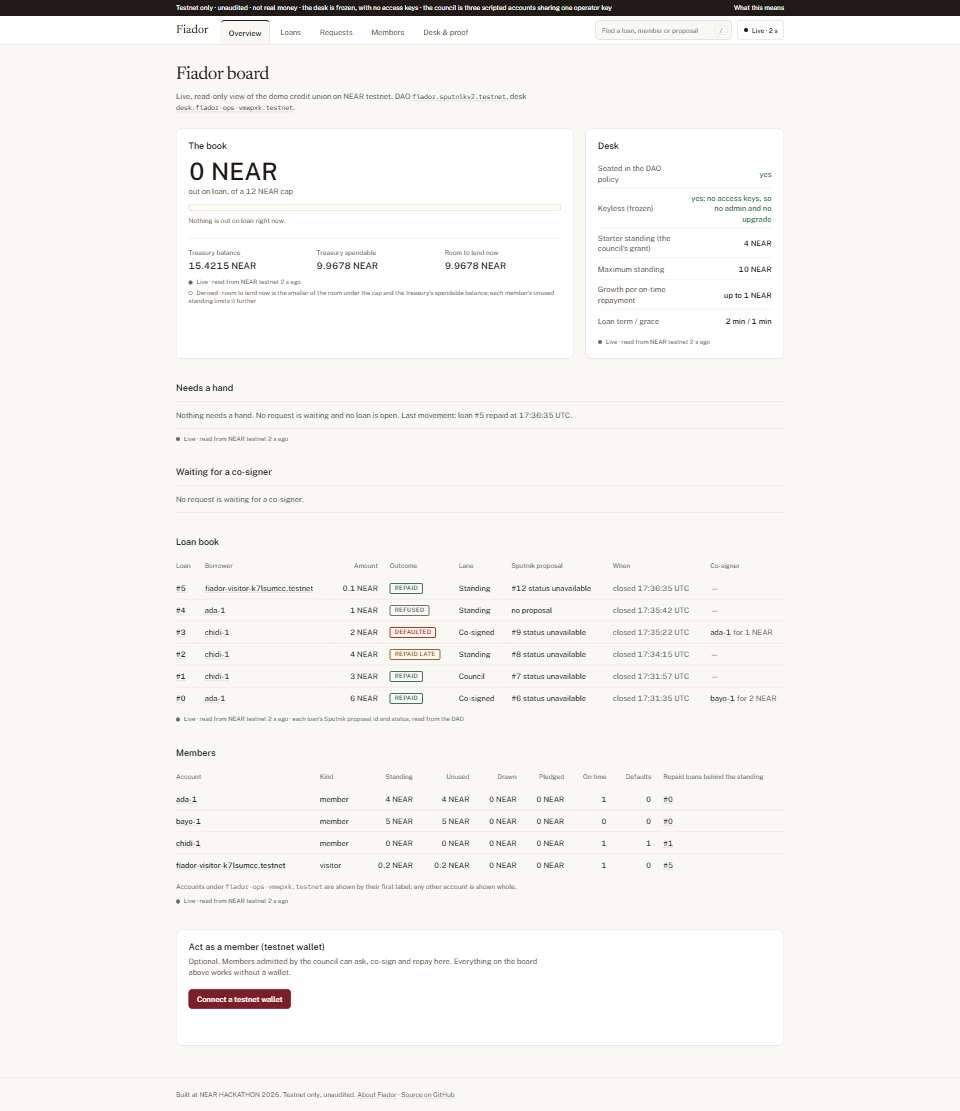 Testnet only · unaudited · not real money · the desk is frozen, with no access keys · the council is three scripted accounts sharing one operator key
What this means
Fiador
Overview
Loans
Requests
Members
Desk & proof
Find a loan, member or proposal
/
Live · 2 s
Fiador board
Live, read-only view of the demo credit union on NEAR testnet. DAO fiador.sputnikv2.testnet, desk
desk.fiador-ops-vmwpxk.testnet.
The book
0 NEAR
out on loan, of a 12 NEAR cap
Nothing is out on loan right now.
Treasury balance
15.4215 NEAR
Treasury spendable
9.9678 NEAR
Room to lend now
9.9678 NEAR
Live · read from NEAR testnet 2 s ago
Derived · room to lend now is the smaller of the room under the cap and the treasury's spendable balance; each member's unused
standing limits it further
Desk
Seated in the DAO policy yes
Keyless (frozen) yes: no access keys, so no admin and no upgrade
Starter standing (the council's grant) 4 NEAR
Maximum standing 10 NEAR
Growth per on-time repayment up to 1 NEAR
Loan term / grace 2 min / 1 min
Live · read from NEAR testnet 2 s ago
Needs a hand
Nothing needs a hand. No request is waiting and no loan is open. Last movement: loan #5 repaid at 17:36:35 UTC.
Live · read from NEAR testnet 2 s ago
Waiting for a co-signer
No request is waiting for a co-signer.
Loan book
Loan Borrower Amount Outcome Lane Sputnik proposal When Co-signer
#5 fiador-visitor-k7lsumcc.testnet 0.1 NEAR REPAID Standing #12 status unavailable closed 17:36:35 UTC —
#4 ada-1 1 NEAR REFUSED Standing no proposal closed 17:35:42 UTC —
#3 chidi-1 2 NEAR DEFAULTED Co-signed #9 status unavailable closed 17:35:22 UTC ada-1 for 1 NEAR
#2 chidi-1 4 NEAR REPAID LATE Standing #8 status unavailable closed 17:34:15 UTC —
#1 chidi-1 3 NEAR REPAID Council #7 status unavailable closed 17:31:57 UTC —
#0 ada-1 6 NEAR REPAID Co-signed #6 status unavailable closed 17:31:35 UTC bayo-1 for 2 NEAR
Live · read from NEAR testnet 2 s ago · each loan's Sputnik proposal id and status, read from the DAO
Members
Account Kind Standing Unused Drawn Pledged On time Defaults Repaid loans behind the standing
ada-1 member 4 NEAR 4 NEAR 0 NEAR 0 NEAR 1 0 #0
bayo-1 member 5 NEAR 5 NEAR 0 NEAR 0 NEAR 0 0 #0
chidi-1 member 0 NEAR 0 NEAR 0 NEAR 0 NEAR 1 1 #1
fiador-visitor-k7lsumcc.testnet visitor 0.2 NEAR 0.2 NEAR 0 NEAR 0 NEAR 1 0 #5
Accounts under fiador-ops-vmwpxk.testnet are shown by their first label; any other account is shown whole.
Live · read from NEAR testnet 2 s ago
Act as a member (testnet wallet)
Optional. Members admitted by the council can ask, co-sign and repay here. Everything on the board
above works without a wallet.
Connect a testnet wallet
Built at NEAR HACKATHON 2026. Testnet only, unaudited. About Fiador · Source on GitHub